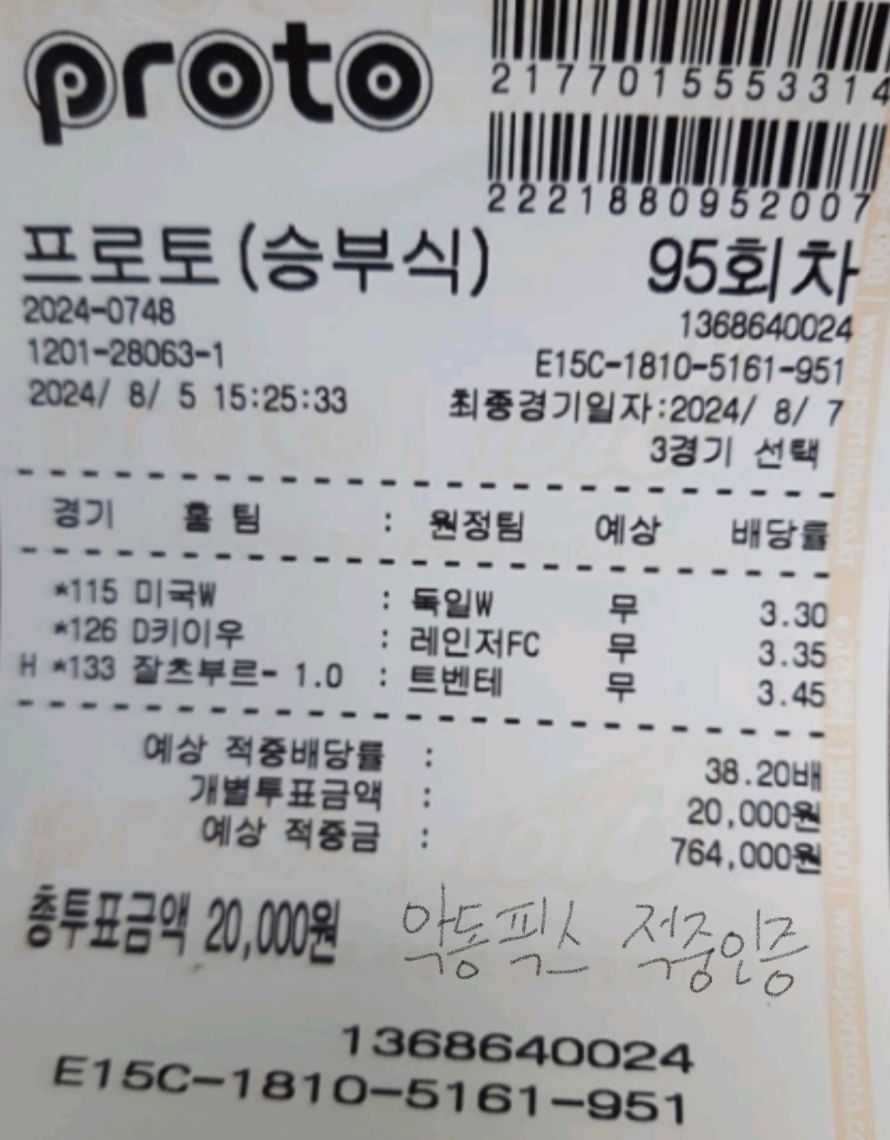 proto
2177015553314
2221880952007
프로토(승부식) 95회차
2024-0748 1368640024
1201-28063-1 E15C-1810-5161-951
2024/ 8/ 5 15:25:33 최종경기일자:2024/ 8/ 7
3경기 선택
경기 홈 팀 : 원정팀 예상 배당률
*115 미국W : 독일W 무 3.30
*126 D키이우 : 레인저FC 무 3.35
H *133 잘츠부르- 1.0 : 트벤테 무 3.45
예상 적중배당률 : 38.20배
개별투표금액 : 20,000원
예상 적중금 : 764,000원
총투표금액 20,000원 악동픽스 적중인증
1368640024
E15C-1810-5161-951